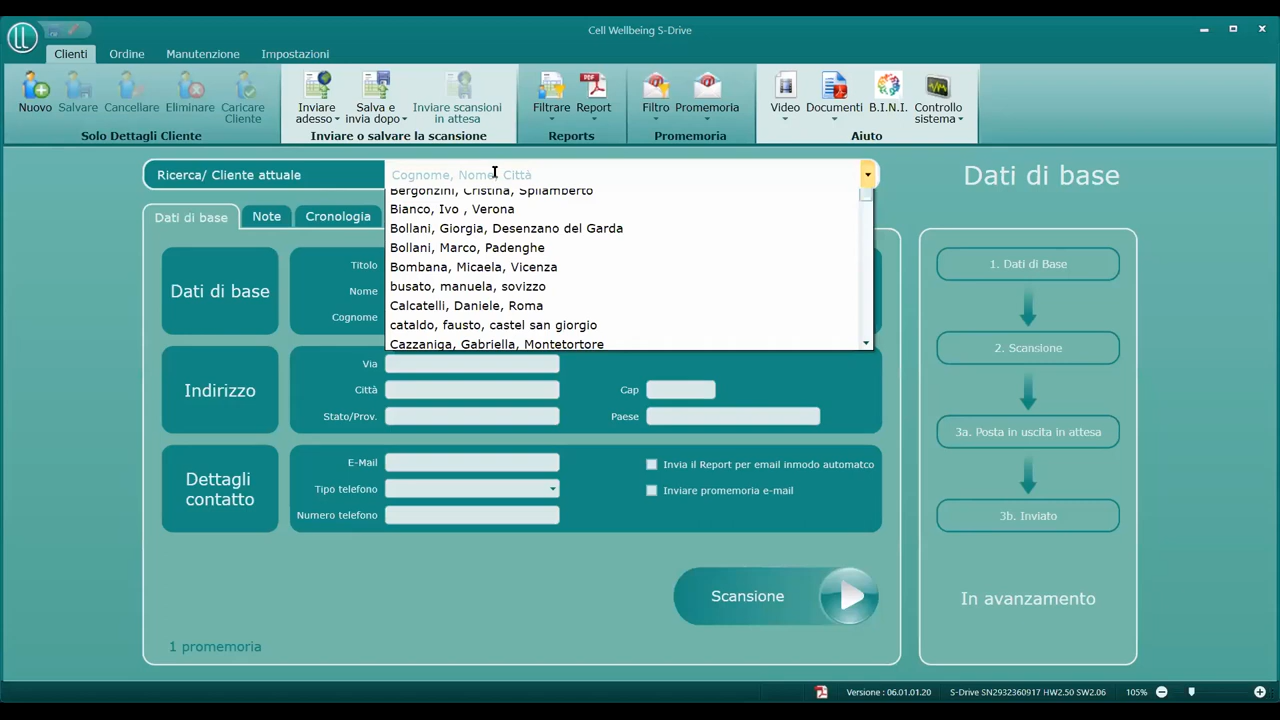 Cell Wellbeing S-Drive
Clienti
Ordine
Manutenzione
Impostazioni
Nuovo
Salvare
Cancellare
Eliminare
Caricare Cliente
Solo Dettagli Cliente
Inviare adesso
Salva e invia dopo
Inviare scansioni in attesa
Inviare o salvare la scansione
Filtrare
Report
Reports
Filtro
Promemoria
Promemoria
Video
Documenti
B.I.N.I.
Controllo sistema
Aiuto
Ricerca/ Cliente attuale
Cognome, Nome, Città
Bergonzini, Cristina, Spilamberto
Bianco, Ivo , Verona
Bollani, Giorgia, Desenzano del Garda
Bollani, Marco, Padenghe
Bombana, Micaela, Vicenza
busato, manuela, sovizzo
Calcatelli, Daniele, Roma
cataldo, fausto, castel san giorgio
Cazzaniga, Gabriella, Montetortore
Dati di base
Note
Cronologia
Dati di base
Titolo
Nome
Cognome
Indirizzo
Via
Città
Cap
Stato/Prov.
Paese
Dettagli contatto
E-Mail
Invia il Report per email inmodo automatco
Tipo telefono
Inviare promemoria e-mail
Numero telefono
Scansione
1 promemoria
Dati di base
1. Dati di Base
2. Scansione
3a. Posta in uscita in attesa
3b. Inviato
In avanzamento
Versione : 06.01.01.20
S-Drive SN2932360917 HW2.50 SW2.06
105%